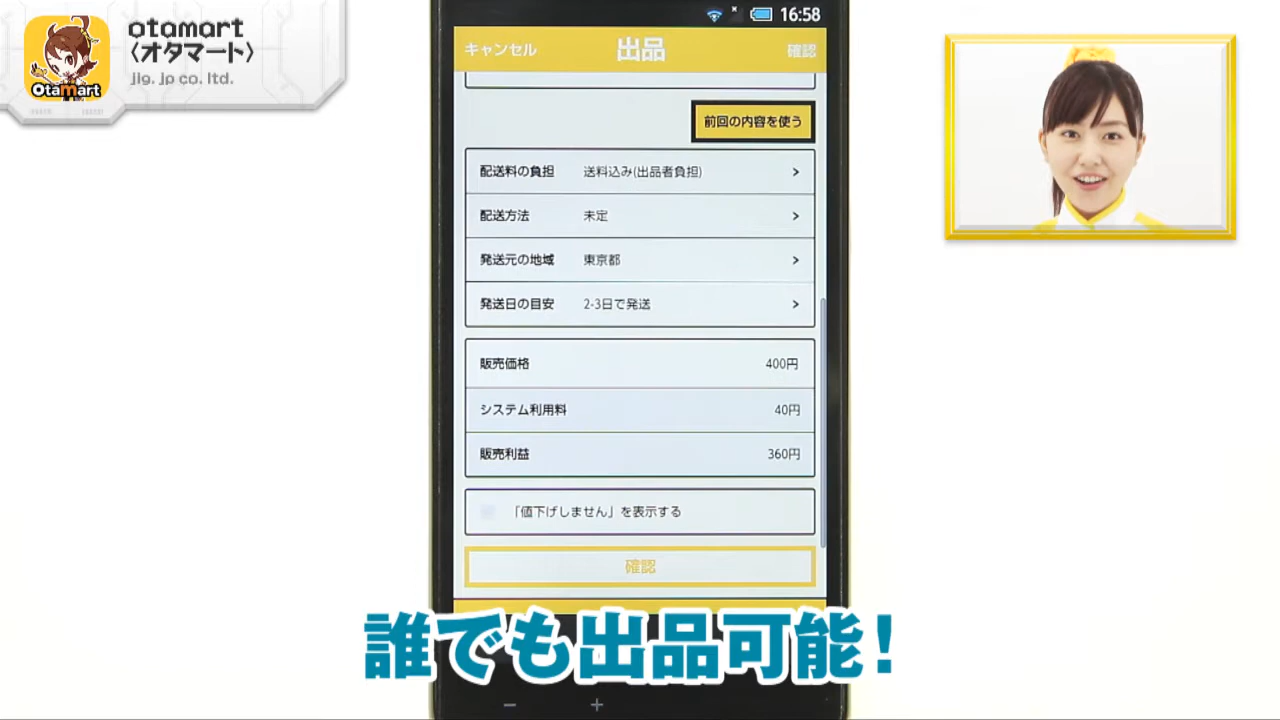 otamart
〈オタマート〉
jig. jp co. ltd.
Otamart
16:58
キャンセル 出品 確認
前回の内容を使う
配送料の負担 送料込み(出品者負担)
配送方法 未定
発送元の地域 東京都
発送日の目安 2-3日で発送
販売価格 400円
システム利用料 40円
販売利益 360円
「値下げしません」を表示する
確認
誰でも出品可能!